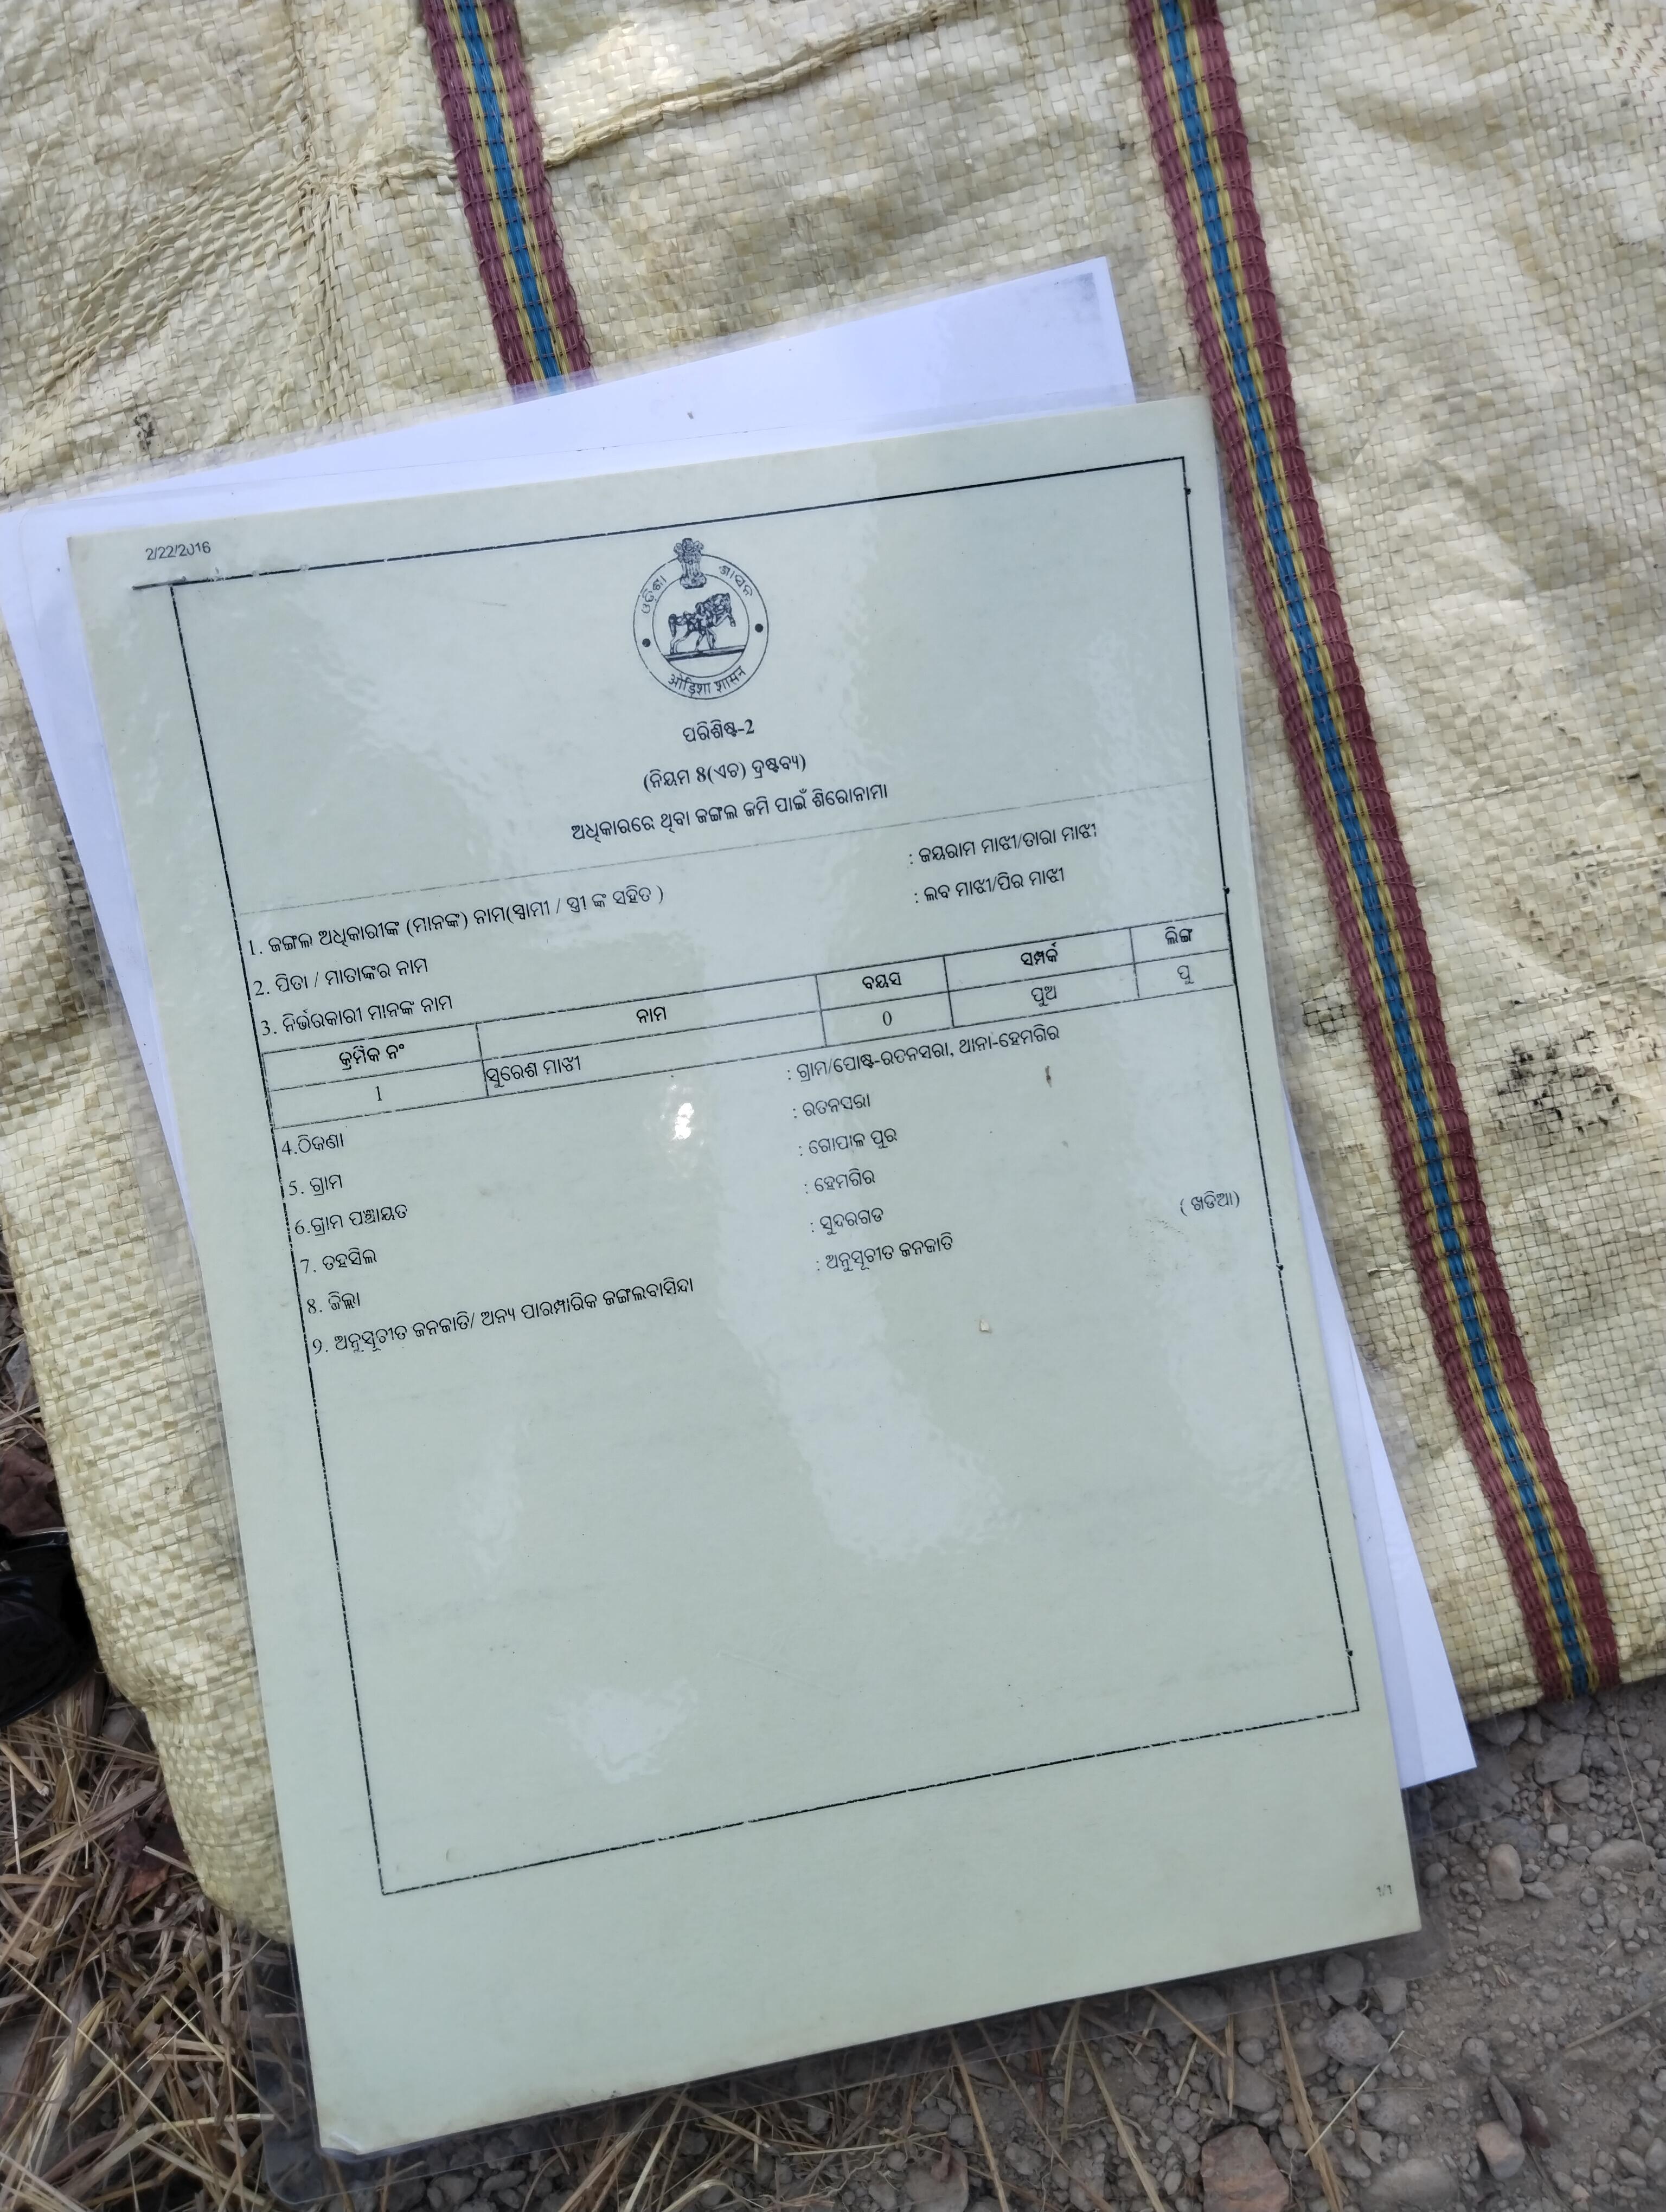 2/22/2016
ଓଡ଼ିଶା ଶାସନ
ओड़िशा शासन
ପରିଶିଷ୍ଟ-2
(ନିୟମ 8(ଏଚ) ଦ୍ରଷ୍ଟବ୍ୟ)
ଅଧିକାରରେ ଥିବା ଜଙ୍ଗଲ ଜମି ପାଇଁ ଶିରୋନାମା
1. ଜଙ୍ଗଲ ଅଧିକାରୀଙ୍କ (ମାନଙ୍କ) ନାମ(ସ୍ୱାମୀ / ସ୍ତ୍ରୀ ଙ୍କ ସହିତ ) : ଜୟରାମ ମାଝୀ/ତାରା ମାଝୀ
2. ପିତା / ମାତାଙ୍କର ନାମ : ଲବ ମାଝୀ/ପିର ମାଝୀ
3. ନିର୍ଭରକାରୀ ମାନଙ୍କ ନାମ
କ୍ରମିକ ନଂ ନାମ ବୟସ ସମ୍ପର୍କ ଲିଙ୍ଗ
1 ସୁରେଶ ମାଝୀ 0 ପୁଅ ପୁ
4.ଠିକଣା : ଗ୍ରାମ/ପୋଷ୍ଟ-ରତନସରା, ଥାନା-ହେମଗିର
5. ଗ୍ରାମ : ରତନସରା
6.ଗ୍ରାମ ପଞ୍ଚାୟତ : ଗୋପାଳ ପୁର
7. ତହସିଲ : ହେମଗିର
8. ଜିଲ୍ଲା : ସୁନ୍ଦରଗଡ
9. ଅନୁସୂଚୀତ ଜନଜାତି/ ଅନ୍ୟ ପାରମ୍ପାରିକ ଜଙ୍ଗଲବାସିନ୍ଦା : ଅନୁସୂଚୀତ ଜନଜାତି ( ଖଡିଆ)
1/1